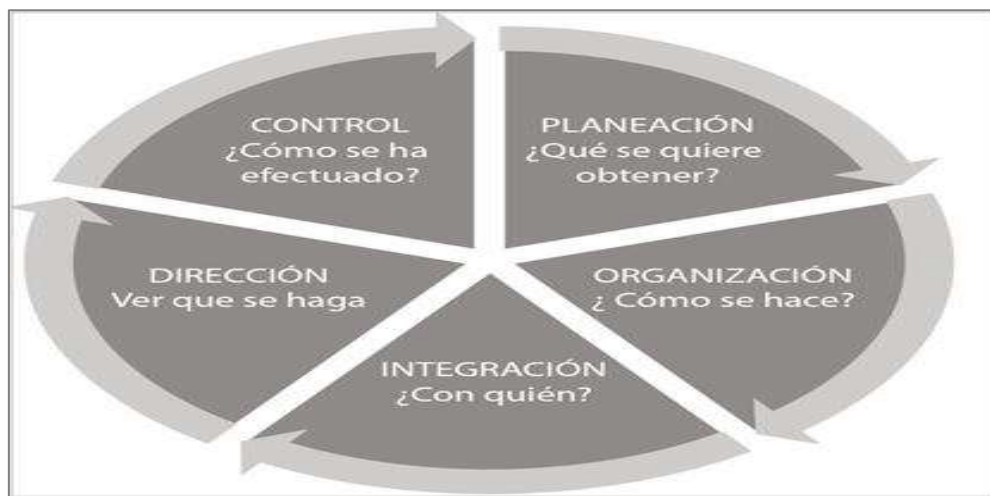 CONTROL
¿Cómo se ha
efectuado?
PLANEACIÓN
¿Qué se quiere
obtener?
ORGANIZACIÓN
¿ Cómo se hace?
INTEGRACIÓN
¿Con quién?
DIRECCIÓN
Ver que se haga